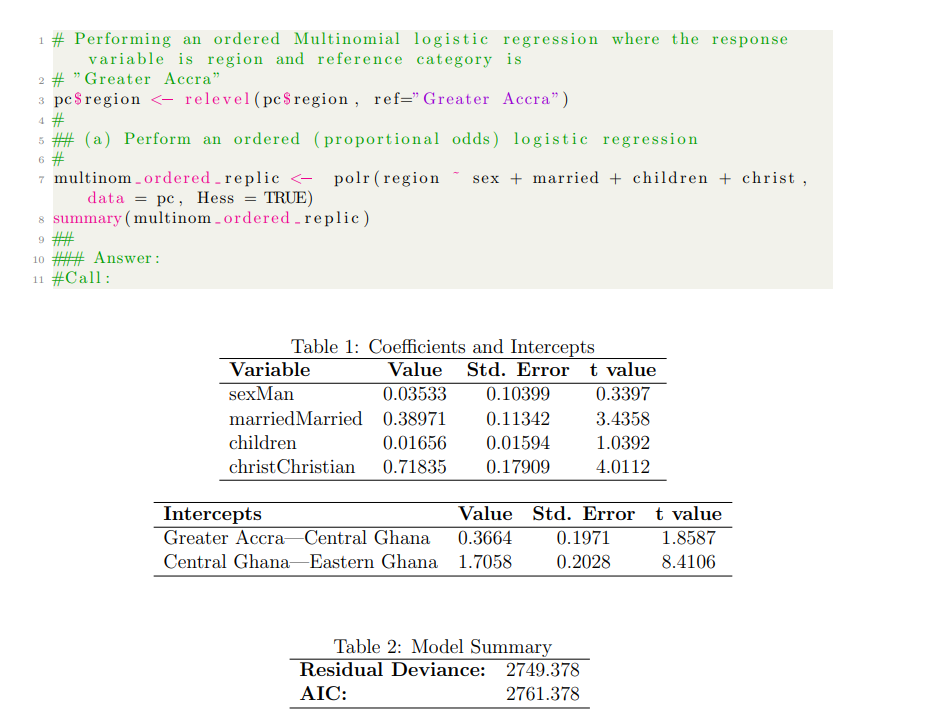 1 # Performing an ordered Multinomial logistic regression where the response
variable is region and reference category is
2 # "Greater Accra"
3 pc$region <- relevel(pc$region, ref="Greater Accra")
4 #
5 ## (a) Perform an ordered (proportional odds) logistic regression
6 #
7 multinom_ordered_replic <- polr(region ~ sex + married + children + christ,
data = pc, Hess = TRUE)
8 summary(multinom_ordered_replic)
9 ##
10 ### Answer:
11 #Call:
Table 1: Coefficients and Intercepts
Variable Value Std. Error t value
sexMan 0.03533 0.10399 0.3397
marriedMarried 0.38971 0.11342 3.4358
children 0.01656 0.01594 1.0392
christChristian 0.71835 0.17909 4.0112
Intercepts Value Std. Error t value
Greater Accra—Central Ghana 0.3664 0.1971 1.8587
Central Ghana—Eastern Ghana 1.7058 0.2028 8.4106
Table 2: Model Summary
Residual Deviance: 2749.378
AIC: 2761.378